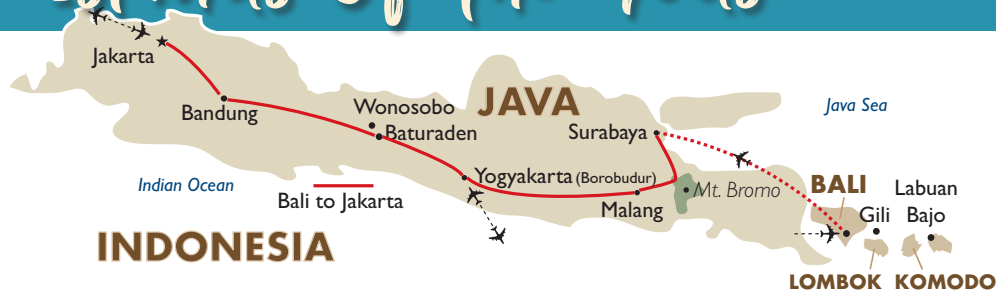 Jakarta
Bandung
Wonosobo
Baturaden
JAVA
Surabaya
Java Sea
Indian Ocean
Bali to Jakarta
Yogyakarta (Borobudur)
Malang
Mt. Bromo
BALI
Labuan
Bajo
Gili
INDONESIA
LOMBOK
KOMODO